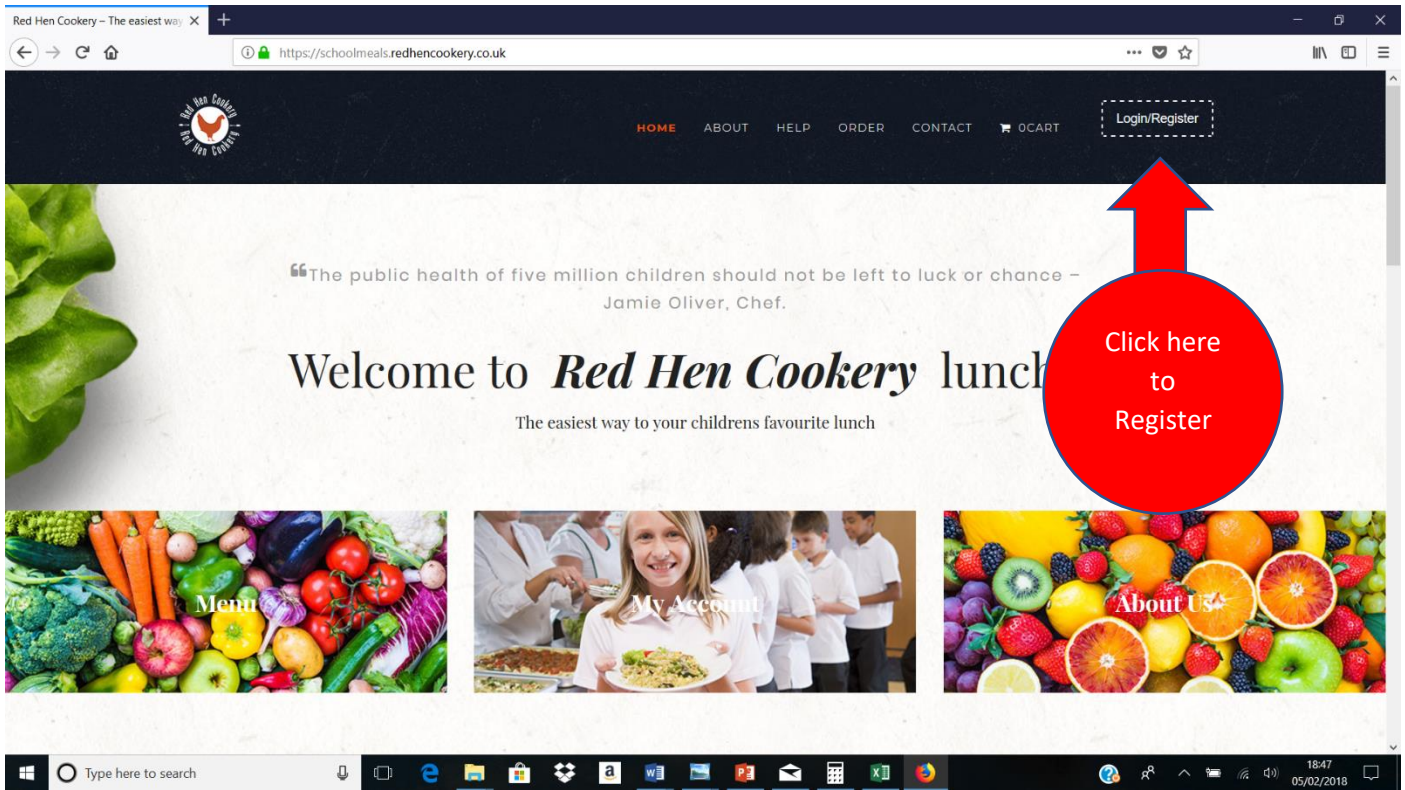 Red Hen Cookery – The easiest way
https://schoolmeals.redhencookery.co.uk
Red Hen Cookery
Red Hen Cookery
HOME ABOUT HELP ORDER CONTACT 0CART
Login/Register
❝The public health of five million children should not be left to luck or chance –
Jamie Oliver, Chef.
Welcome to Red Hen Cookery lunch
The easiest way to your childrens favourite lunch
Click here
to
Register
Menu
My Account
About Us
Type here to search
18:47
05/02/2018